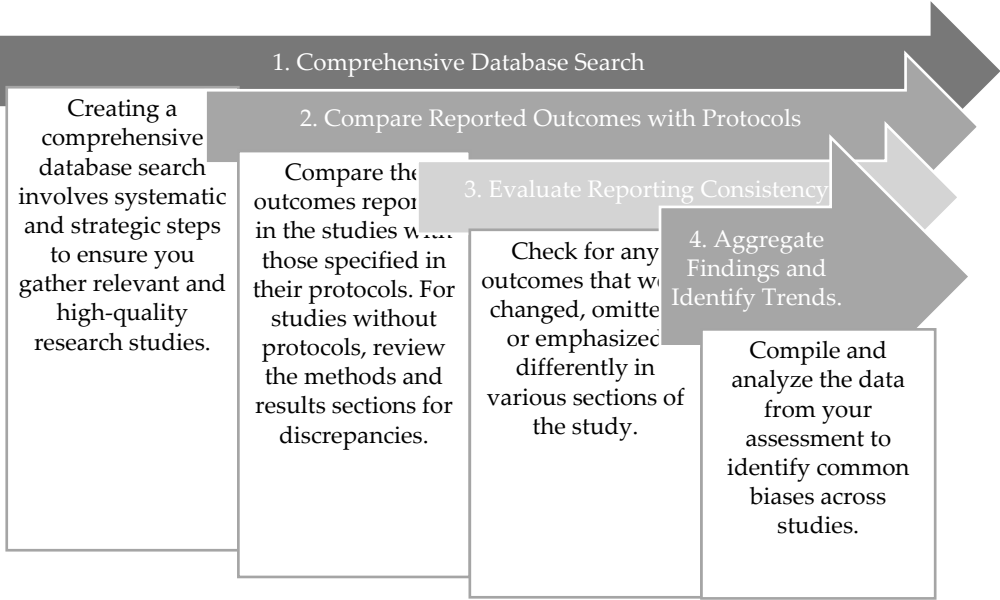 1. Comprehensive Database Search
Creating a
comprehensive
database search
involves systematic
and strategic steps
to ensure you
gather relevant and
high-quality
research studies.
2. Compare Reported Outcomes with Protocols
Compare the
outcomes repor
in the studies with
those specified in
their protocols. For
studies without
protocols, review
the methods and
results sections for
discrepancies.
3. Evaluate Reporting Consistency
Check for any
outcomes that we
changed, omitte
or emphasized
differently in
various sections of
the study.
4. Aggregate
Findings and
Identify Trends.
Compile and
analyze the data
from your
assessment to
identify common
biases across
studies.